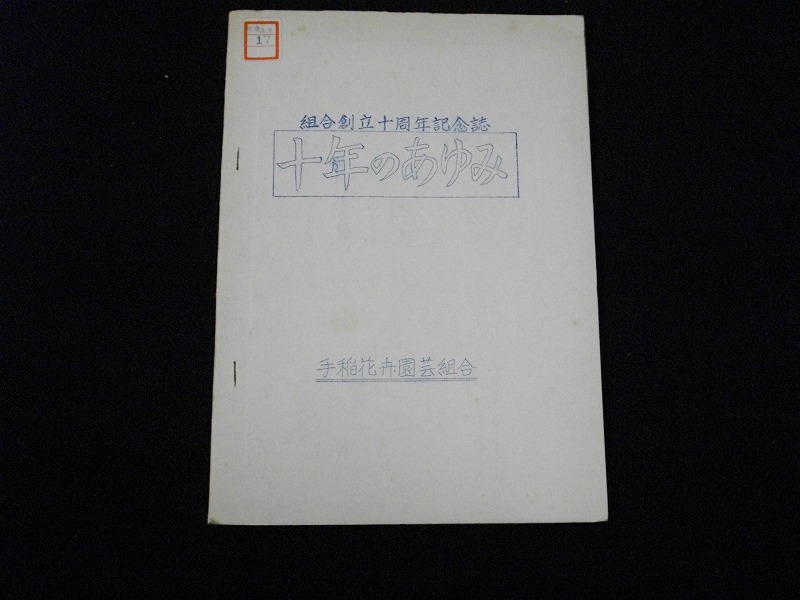 17
組合創立十周年記念誌
十年のあゆみ
手稲花卉園芸組合